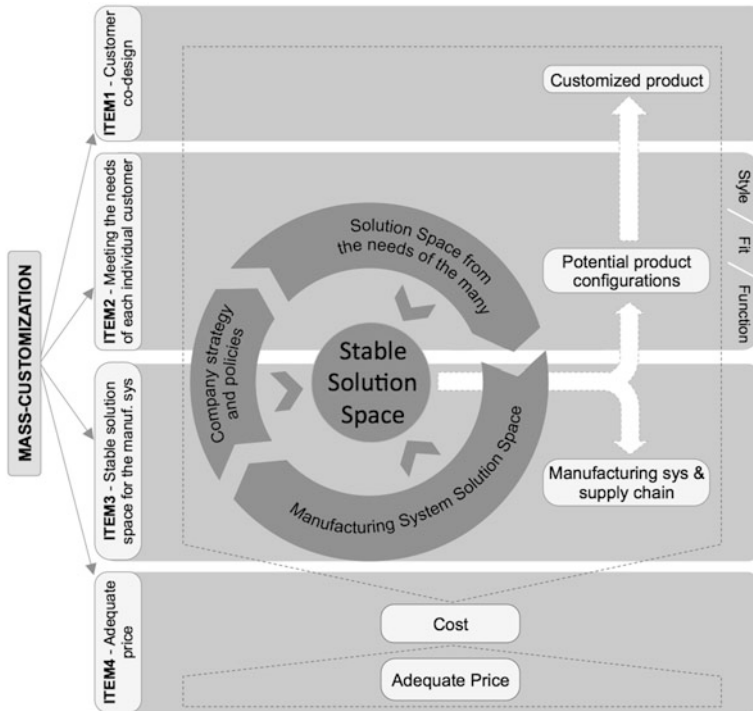 MASS-CUSTOMIZATION
ITEM1 - Customer
co-design
Customized product
ITEM2 - Meeting the needs
of each individual customer
Solution Space from
the needs of the many
Company strategy
and policies
Stable
Solution
Space
Manufacturing System Solution Space
Potential product
configurations
Style
Fit
Function
ITEM3 - Stable solution
space for the manuf. sys
Manufacturing sys &
supply chain
ITEM4 - Adequate
price
Cost
Adequate Price